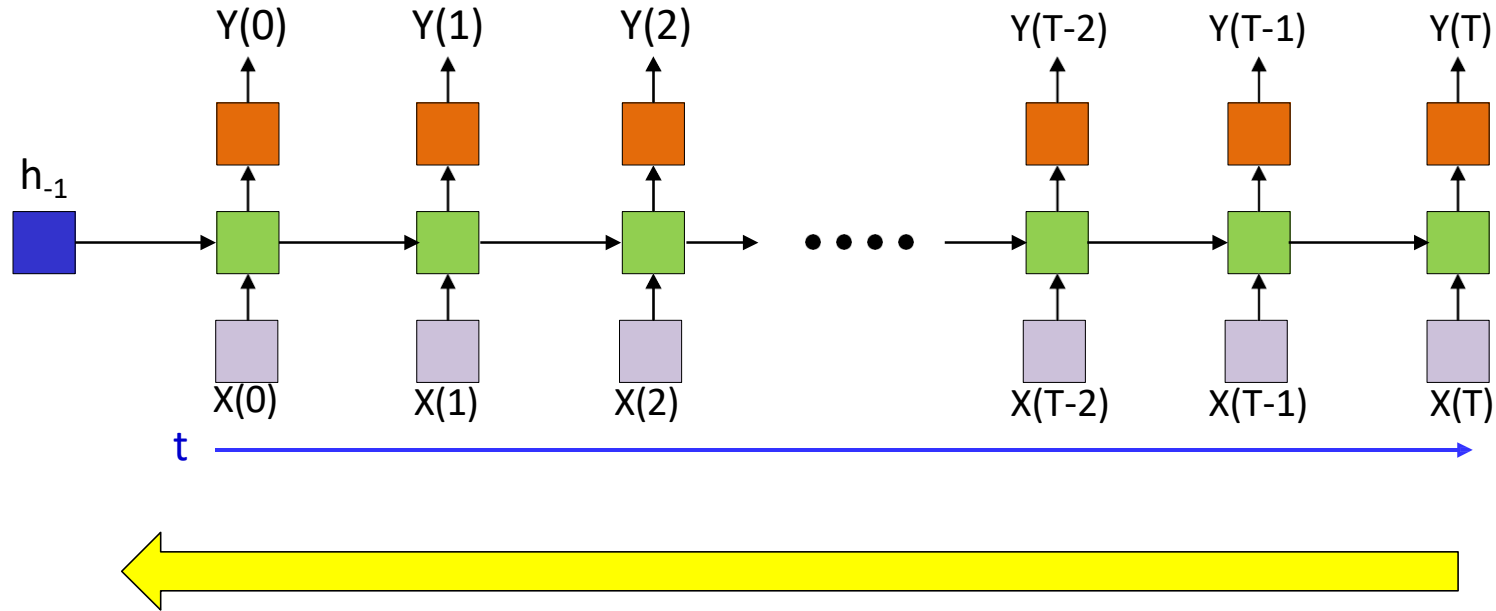 Y(0) Y(1) Y(2) Y(T-2) Y(T-1) Y(T)
h-1
X(0) X(1) X(2) X(T-2) X(T-1) X(T)
t